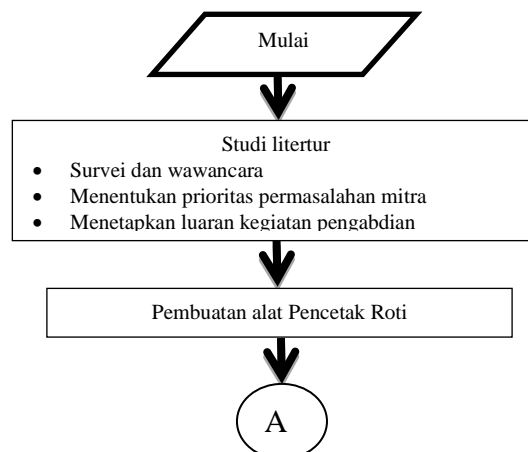 Mulai
Studi litertur
• Survei dan wawancara
• Menentukan prioritas permasalahan mitra
• Menetapkan luaran kegiatan pengabdian
Pembuatan alat Pencetak Roti
A